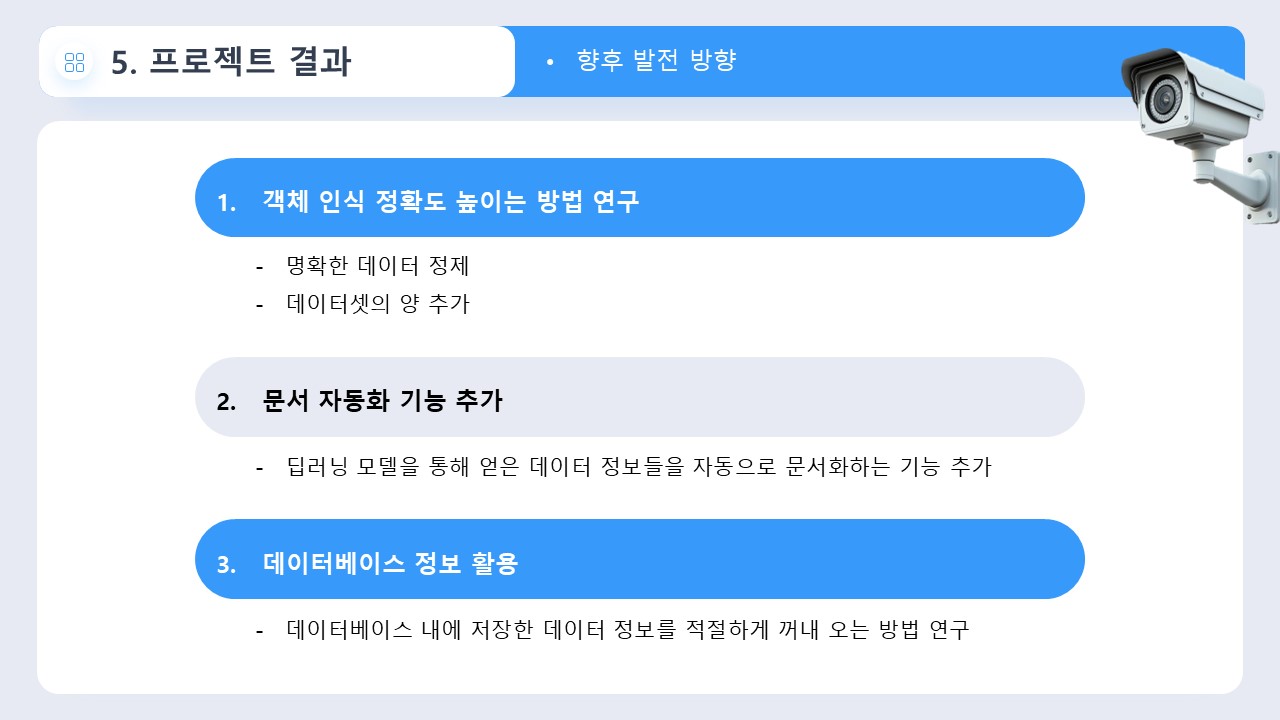 5. 프로젝트 결과
• 향후 발전 방향
1. 객체 인식 정확도 높이는 방법 연구
- 명확한 데이터 정제
- 데이터셋의 양 추가
2. 문서 자동화 기능 추가
- 딥러닝 모델을 통해 얻은 데이터 정보들을 자동으로 문서화하는 기능 추가
3. 데이터베이스 정보 활용
- 데이터베이스 내에 저장한 데이터 정보를 적절하게 꺼내 오는 방법 연구